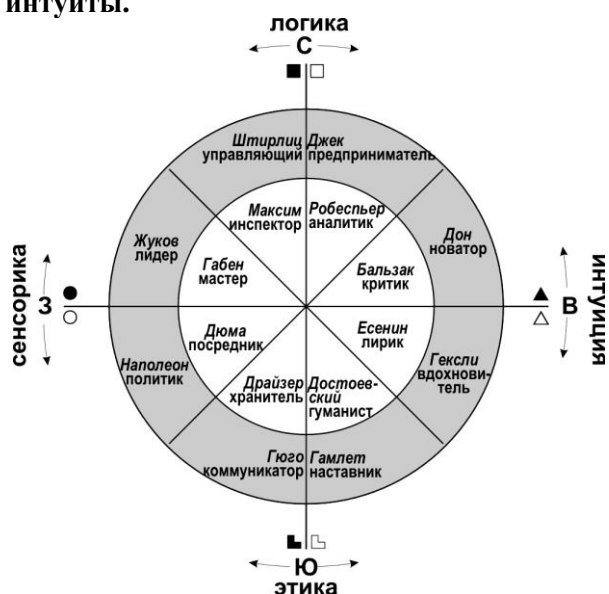 интуиты.
логика
С
Штирлиц
управляющий
Джек
предприниматель
Максим
инспектор
Робеспьер
аналитик
Жуков
лидер
Дон
новатор
Габен
мастер
Бальзак
критик
сенсорика
З
В
интуиция
Дюма
посредник
Есенин
лирик
Наполеон
политик
Гексли
вдохнови-
тель
Драйзер
хранитель
Достоев-
ский
гуманист
Гюго
коммуникатор
Гамлет
наставник
Ю
этика